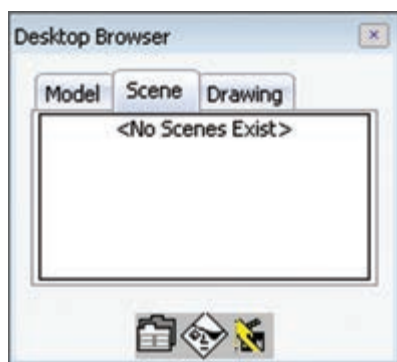 Desktop Browser
Model Scene Drawing
<No Scenes Exist>